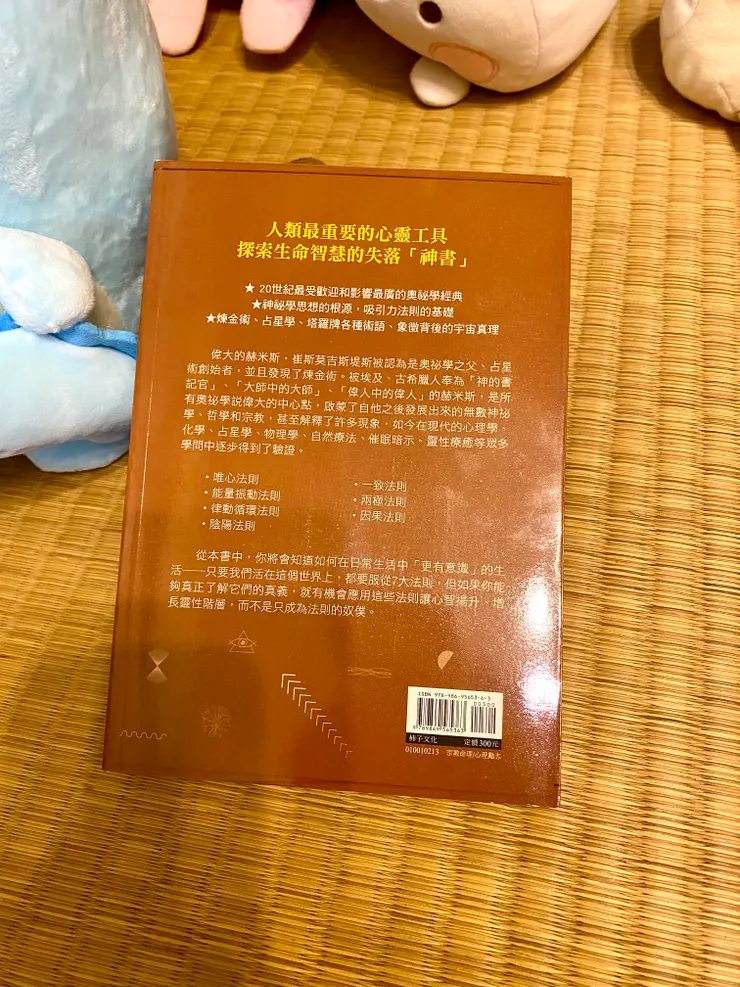 人類最重要的心靈工具
探索生命智慧的失落「神書」
★ 20世紀最受歡迎和影響最廣的奧祕學經典
★神祕學思想的根源，吸引力法則的基礎
★煉金術、占星學、塔羅牌各種術語、象徵背後的宇宙真理
偉大的赫米斯．崔斯莫吉斯堤斯被認為是奧祕學之父、占星
術創始者，並且發現了煉金術。被埃及、古希臘人奉為「神的書
記官」、「大師中的大師」、「偉人中的偉人」的赫米斯，是所
有奧祕學說偉大的中心點，啟蒙了自他之後發展出來的無數神祕
學、哲學和宗教，甚至解釋了許多現象，如今在現代的心理學、
化學、占星學、物理學、自然療法、催眠暗示、靈性療癒等眾多
學問中逐步得到了驗證。
・唯心法則
・一致法則
・能量振動法則
・兩極法則
・律動循環法則
・因果法則
・陰陽法則
從本書中，你將會知道如何在日常生活中「更有意識」的生
活──只要我們活在這個世界上，都要服從7大法則，但如果你能
夠真正了解它們的真義，就有機會應用這些法則讓心智揚升、增
長靈性階層，而不是只成為法則的奴僕。
ISBN 978-986-95653-6-3
00300
9789869565363
柿子文化 定價300元
010010213 宗教命理/心理勵志